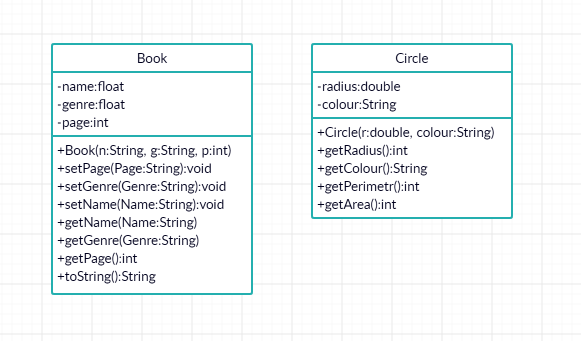 Book
-name:float
-genre:float
-page:int
+Book(n:String, g:String, p:int)
+setPage(Page:String):void
+setGenre(Genre:String):void
+setName(Name:String):void
+getName(Name:String)
+getGenre(Genre:String)
+getPage():int
+toString():String
Circle
-radius:double
-colour:String
+Circle(r:double, colour:String)
+getRadius():int
+getColour():String
+getPerimetr():int
+getArea():int